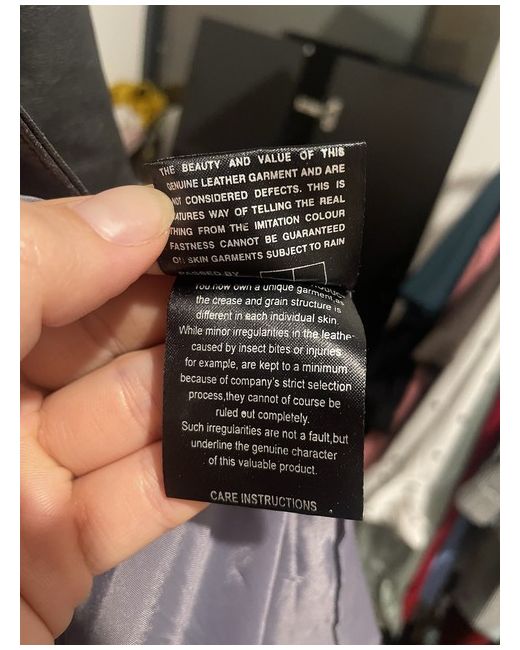 THE BEAUTY AND VALUE OF THIS
GENUINE LEATHER GARMENT AND ARE
NOT CONSIDERED DEFECTS. THIS IS
NATURES WAY OF TELLING THE REAL
THING FROM THE IMITATION COLOUR
FASTNESS CANNOT BE GUARANTEED
ON SKIN GARMENTS SUBJECT TO RAIN
PASSED BY
You now own a unique garment,as
the crease and grain structure is
different in each individual skin.
While minor irregularities in the leather
caused by insect bites or injuries
for example, are kept to a minimum
because of company's strict selection
process,they cannot of course be
ruled out completely.
Such irregularities are not a fault,but
underline the genuine character
of this valuable product.
CARE INSTRUCTIONS